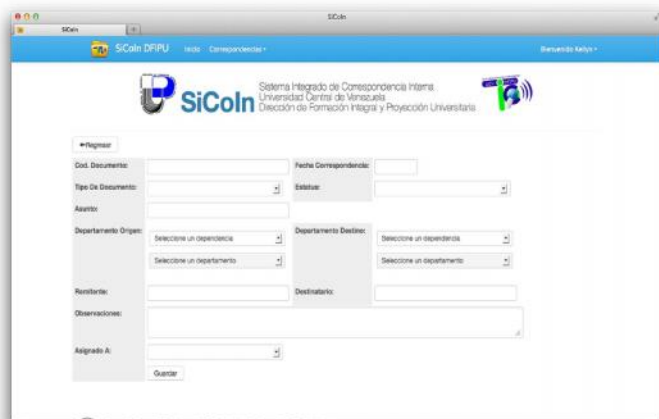 SiCoIn
SiCoIn
SiCoIn DFIPU Inicio Correspondencias Bienvenido Kellyn
SiCoIn
Sistema Integrado de Correspondencia Interna
Universidad Central de Venezuela
Dirección de Formación Integral y Proyección Universitaria
Regresar
Cod. Documento: Fecha Correspondencia:
Tipo De Documento: Estatus:
Asunto:
Departamento Origen: Seleccione un dependencia Departamento Destino: Seleccione un dependencia
Seleccione un departamento Seleccione un departamento
Remitente: Destinatario:
Observaciones:
Asignado A:
Guardar